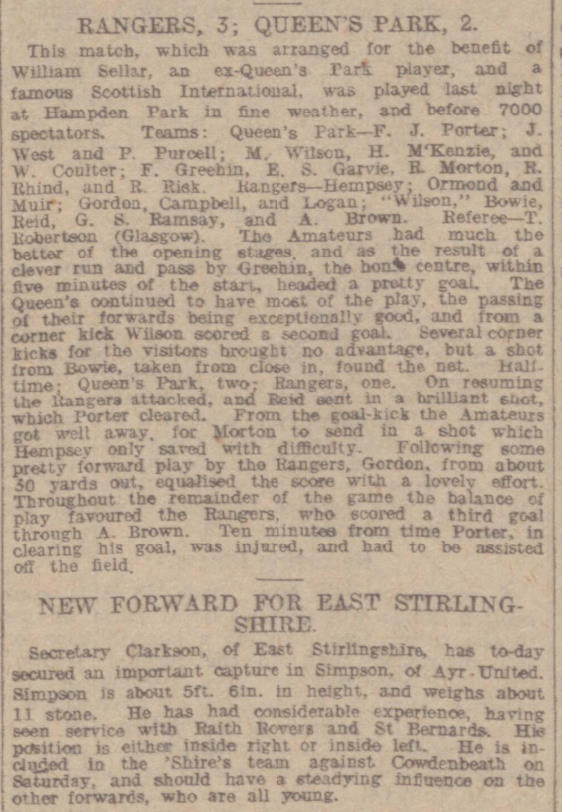 RANGERS, 3; QUEEN'S PARK, 2.
This match, which was arranged for the benefit of
William Sellar, an ex-Queen's Park player, and a
famous Scottish International, was played last night
at Hampden Park in fine weather, and before 7000
spectators. Teams: Queen's Park—F. J. Porter; J.
West and P. Purcell; M. Wilson, H. M'Kenzie, and
W. Coulter; F. Greehin, E. S. Garvie, R. Morton, R.
Rhind, and R. Risk. Rangers—Hempsey; Ormond and
Muir; Gordon, Campbell, and Logan; "Wilson," Bowie,
Reid, G. S. Ramsay, and A. Brown. Referee—T.
Robertson (Glasgow). The Amateurs had much the
better of the opening stages, and as the result of a
clever run and pass by Greehin, the home centre, within
five minutes of the start, headed a pretty goal. The
Queen's continued to have most of the play, the passing
of their forwards being exceptionally good, and from a
corner kick Wilson scored a second goal. Several corner
kicks for the visitors brought no advantage, but a shot
from Bowie, taken from close in, found the net. Half-
time; Queen's Park, two; Rangers, one. On resuming
the Rangers attacked, and Reid sent in a brilliant shot,
which Porter cleared. From the goal-kick the Amateurs
got well away, for Morton to send in a shot which
Hempsey only saved with difficulty. Following some
pretty forward play by the Rangers, Gordon, from about
30 yards out, equalised the score with a lovely effort.
Throughout the remainder of the game the balance of
play favoured the Rangers, who scored a third goal
through A. Brown. Ten minutes from time Porter, in
clearing his goal, was injured, and had to be assisted
off the field.
NEW FORWARD FOR EAST STIRLING-
SHIRE.
Secretary Clarkson, of East Stirlingshire, has to-day
secured an important capture in Simpson, of Ayr United.
Simpson is about 5ft. 6in. in height, and weighs about
11 stone. He has had considerable experience, having
seen service with Raith Rovers and St Bernards. His
position is either inside right or inside left. He is in-
cluded in the 'Shire's team against Cowdenbeath on
Saturday, and should have a steadying influence on the
other forwards, who are all young.